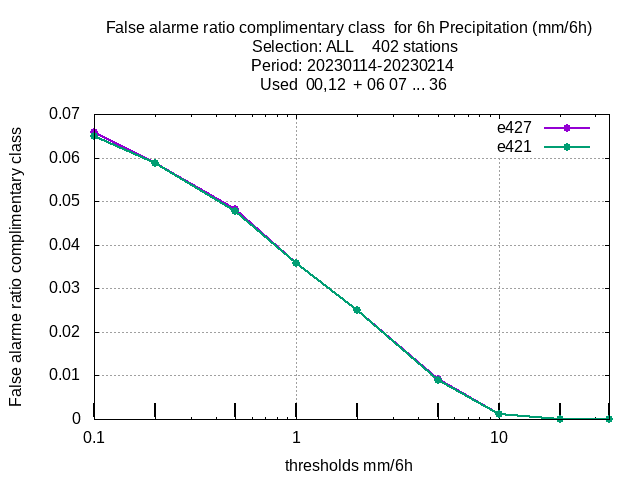 False alarme ratio complimentary class  for 6h Precipitation (mm/6h)
Selection: ALL    402 stations
Period: 20230114-20230214
Used  00,12  + 06 07 ... 36
e427
e421
0.07
0.06
0.05
0.04
0.03
0.02
0.01
0
False alarme ratio complimentary class
0.1
1
10
thresholds mm/6h